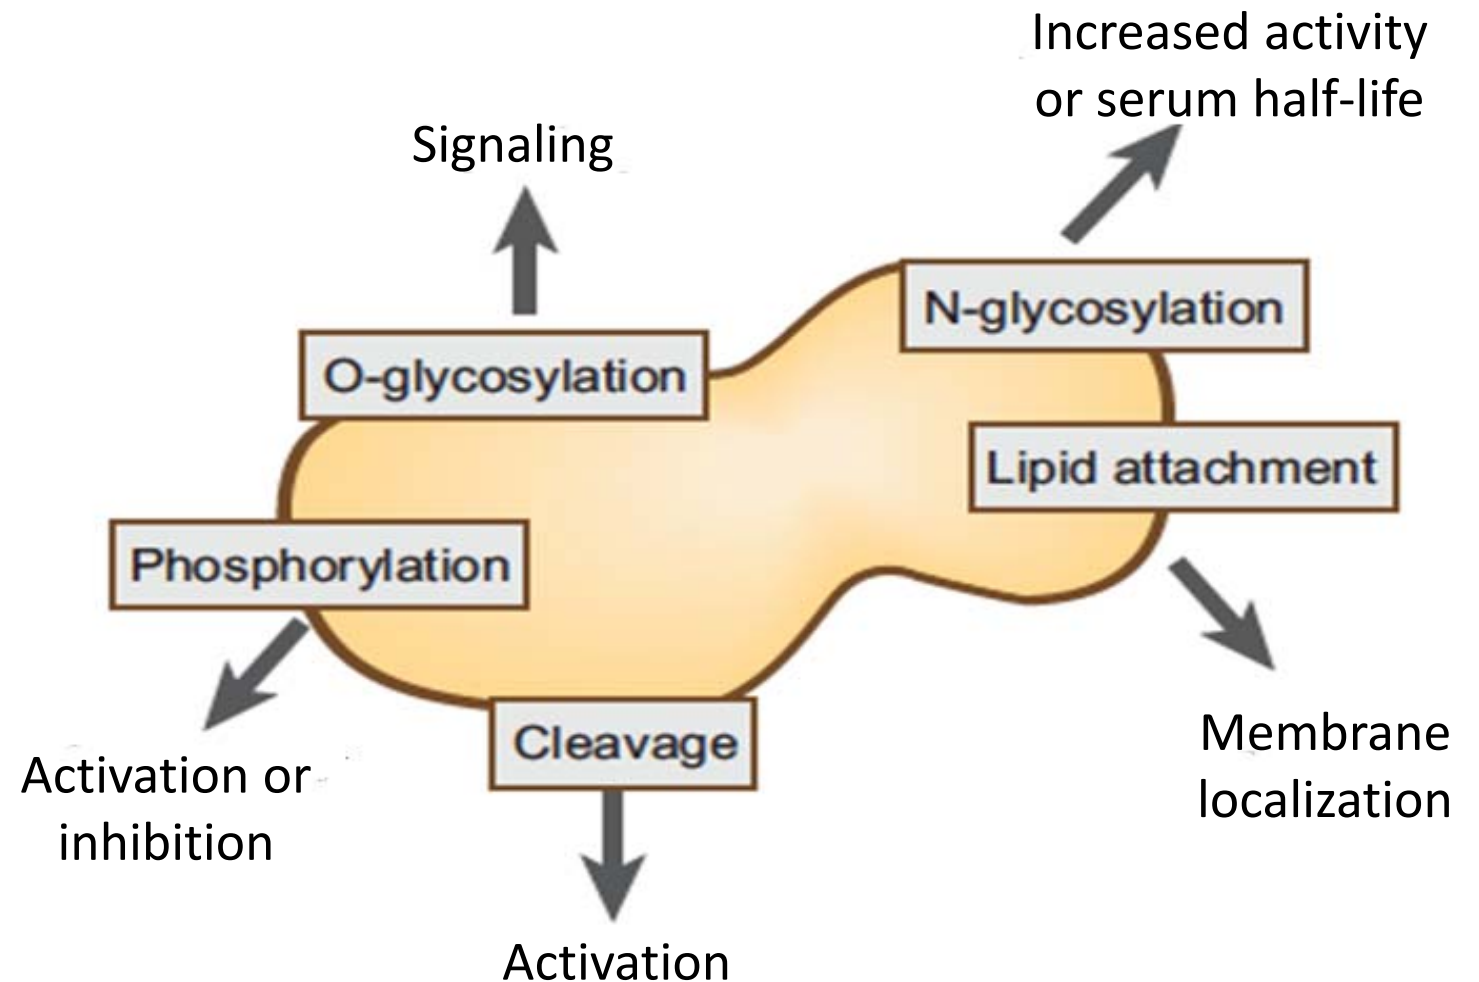 Increased activity
or serum half-life
Signaling
N-glycosylation
O-glycosylation
Lipid attachment
Phosphorylation
Cleavage
Membrane
localization
Activation or
inhibition
Activation